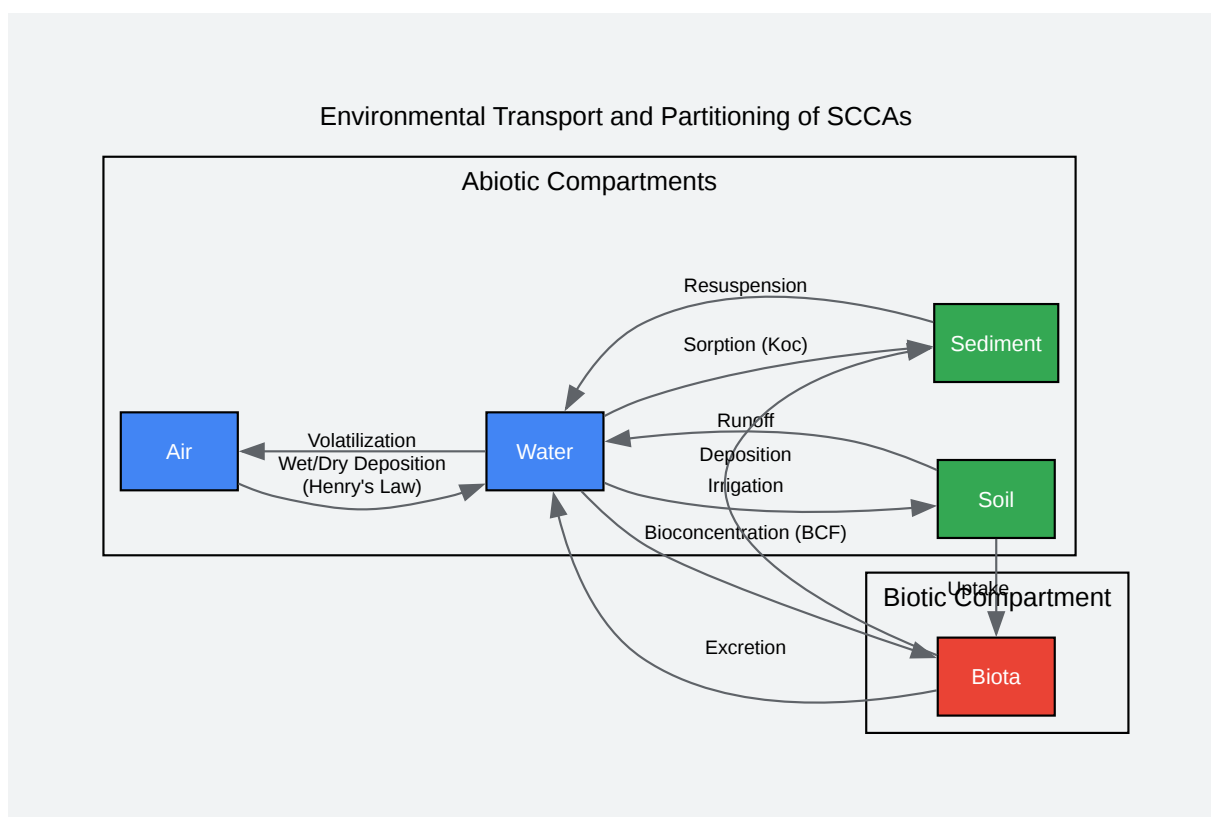 Environmental Transport and Partitioning of SCCAs
Abiotic Compartments
Resuspension
Sorption (Koc)
Sediment
Runoff
Air
Volatilization
Wet/Dry Deposition
(Henry's Law)
Water
Deposition
Irrigation
Soil
Bioconcentration (BCF)
Uptake
Biotic Compartment
Excretion
Biota